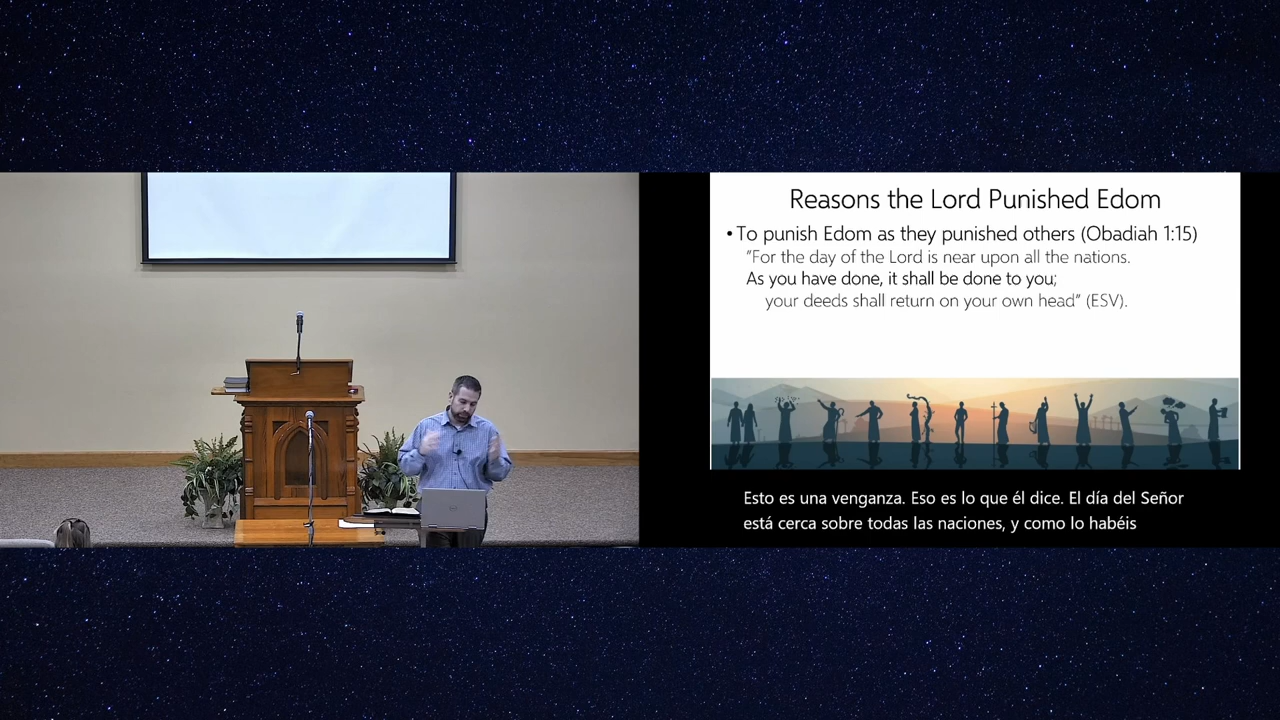 Reasons the Lord Punished Edom
• To punish Edom as they punished others (Obadiah 1:15)
"For the day of the Lord is near upon all the nations.
As you have done, it shall be done to you;
your deeds shall return on your own head" (ESV).
Esto es una venganza. Eso es lo que él dice. El día del Señor
está cerca sobre todas las naciones, y como lo habéis